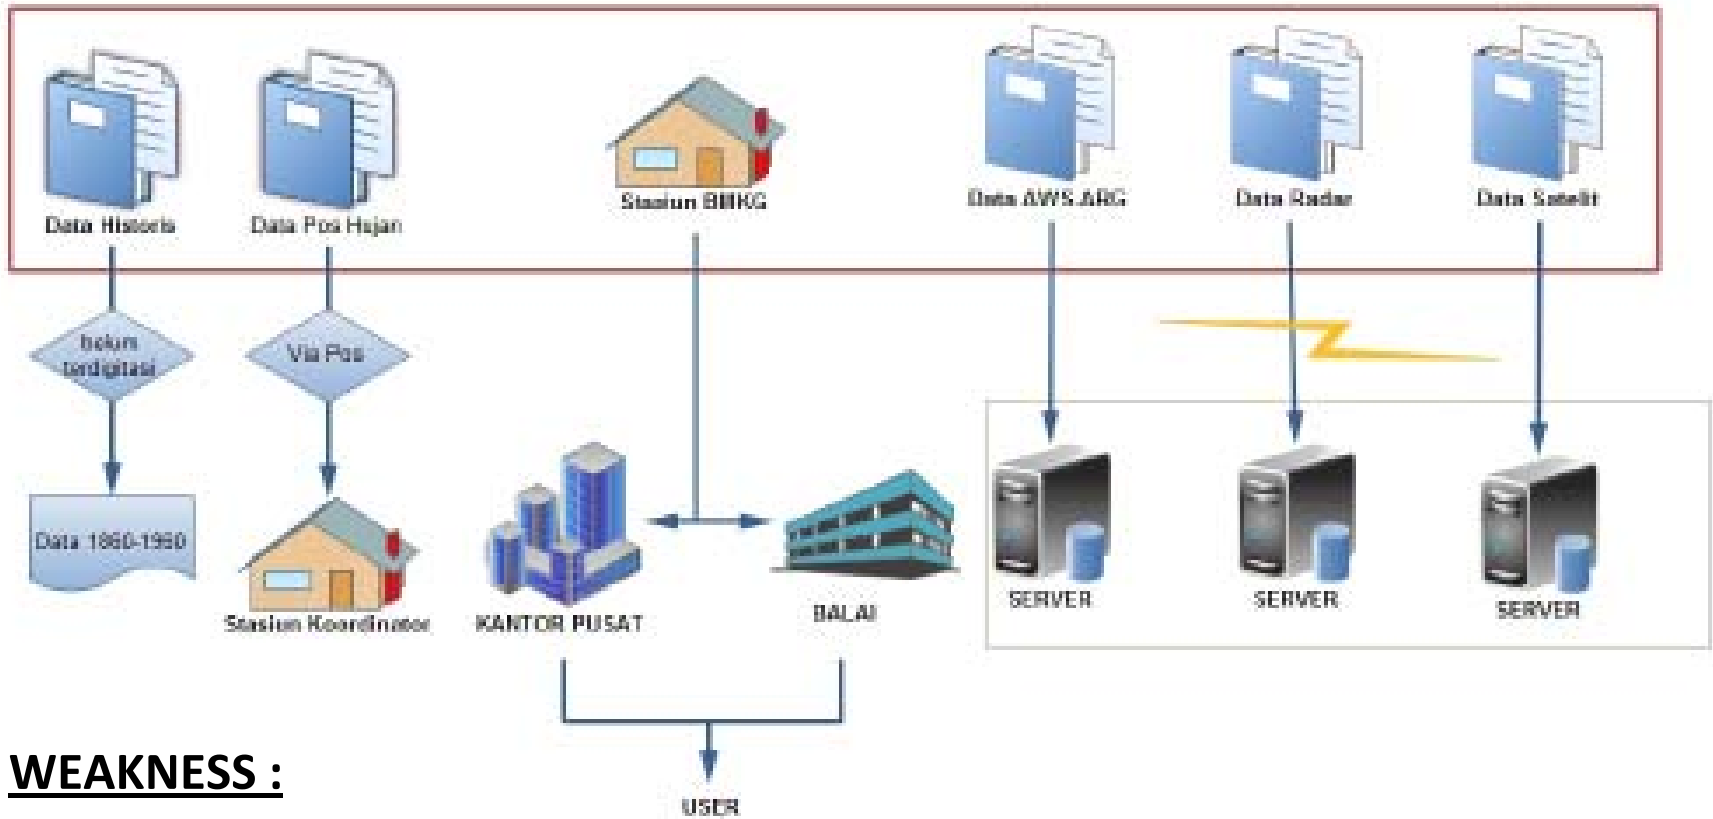 Data Historis
Data Pos Hujan
Stasiun BMKG
Data AWS,ARG
Data Radar
Data Satelit
belum
terdigitasi
Via Pos
Data 1860-1960
Stasiun Koordinator
KANTOR PUSAT
BALAI
SERVER
SERVER
SERVER
WEAKNESS :
USER